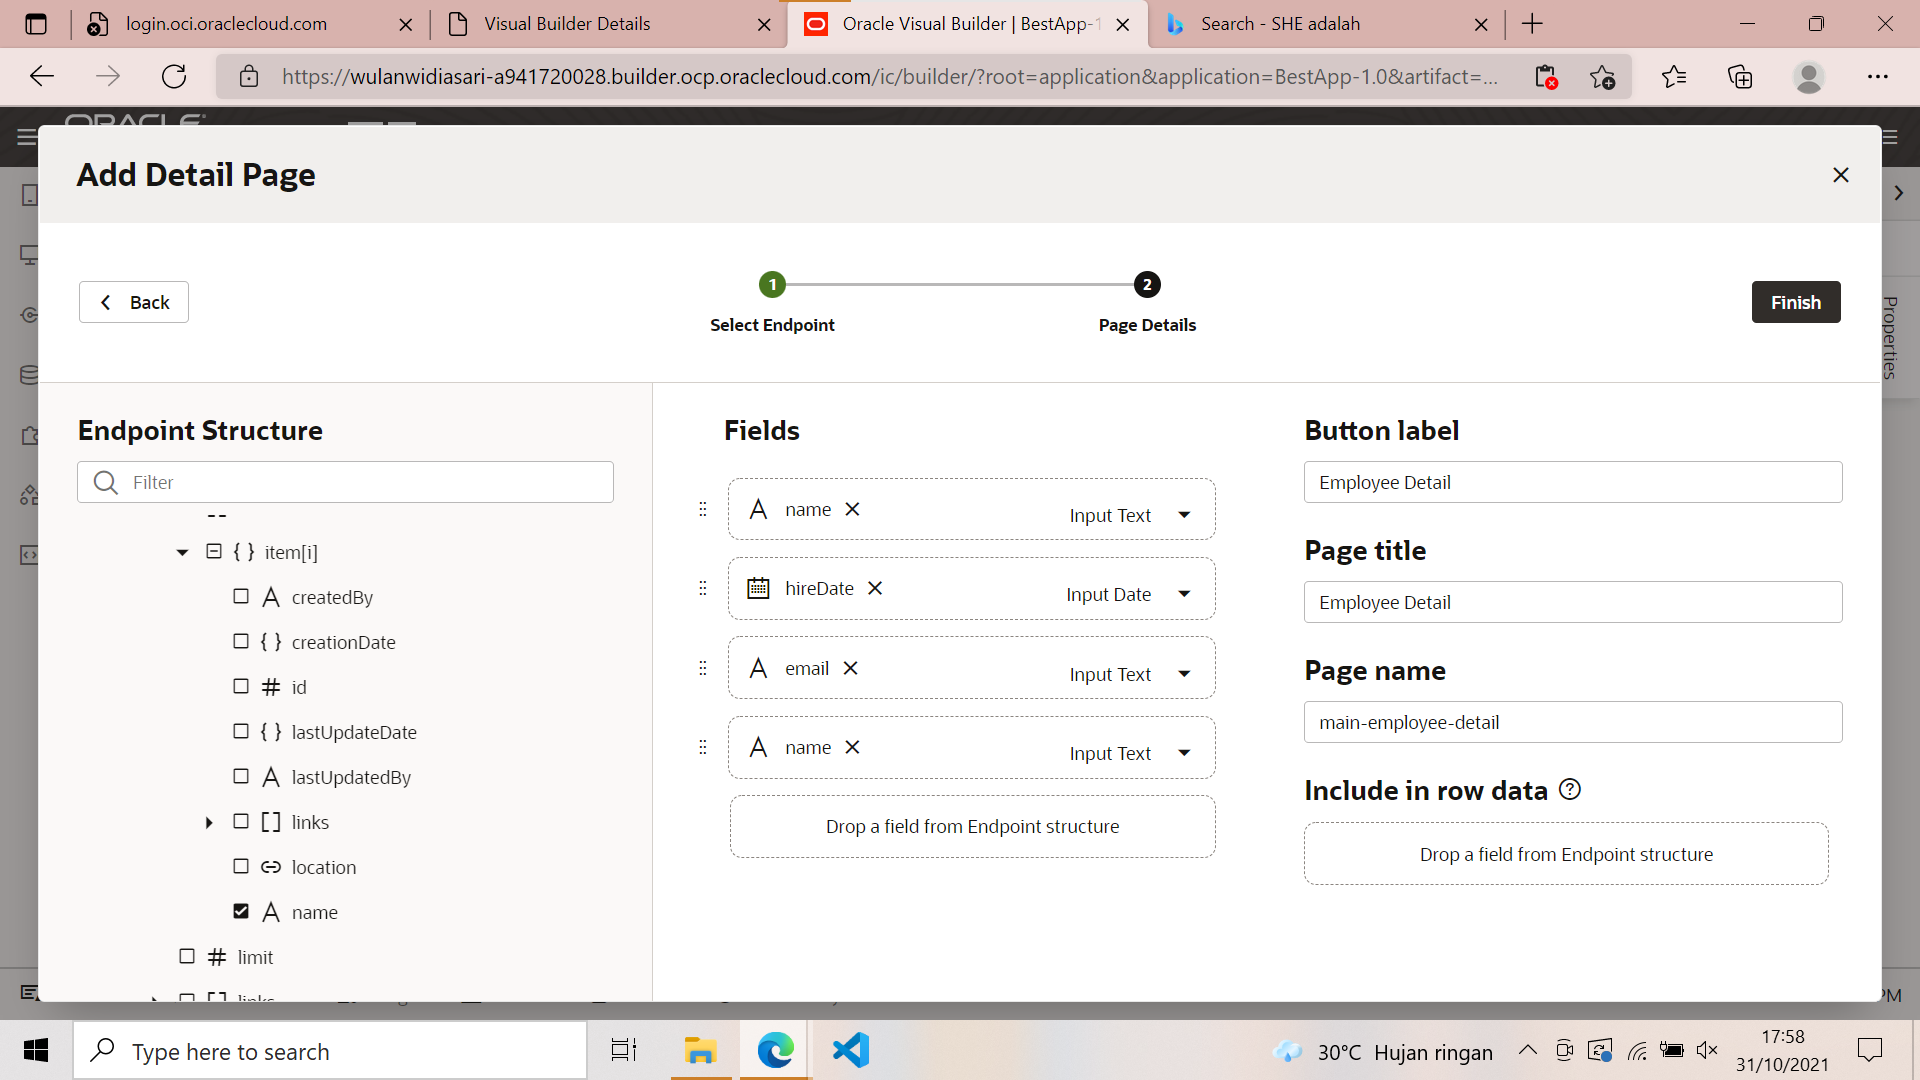 login.oci.oraclecloud.com
Visual Builder Details
Oracle Visual Builder | BestApp-1
Search - SHE adalah
https://wulanwidiasari-a941720028.builder.ocp.oraclecloud.com/ic/builder/?root=application&application=BestApp-1.0&artifact=...
ORACLE
Add Detail Page
Back
1
2
Select Endpoint
Page Details
Finish
Properties
Endpoint Structure
Filter
{ } item[i]
A createdBy
{ } creationDate
# id
{ } lastUpdateDate
A lastUpdatedBy
[ ] links
location
A name
# limit
[ ] links
Fields
A name
Input Text
hireDate
Input Date
A email
Input Text
A name
Input Text
Drop a field from Endpoint structure
Button label
Employee Detail
Page title
Employee Detail
Page name
main-employee-detail
Include in row data ?
Drop a field from Endpoint structure
PM
Type here to search
30°C Hujan ringan
17:58
31/10/2021